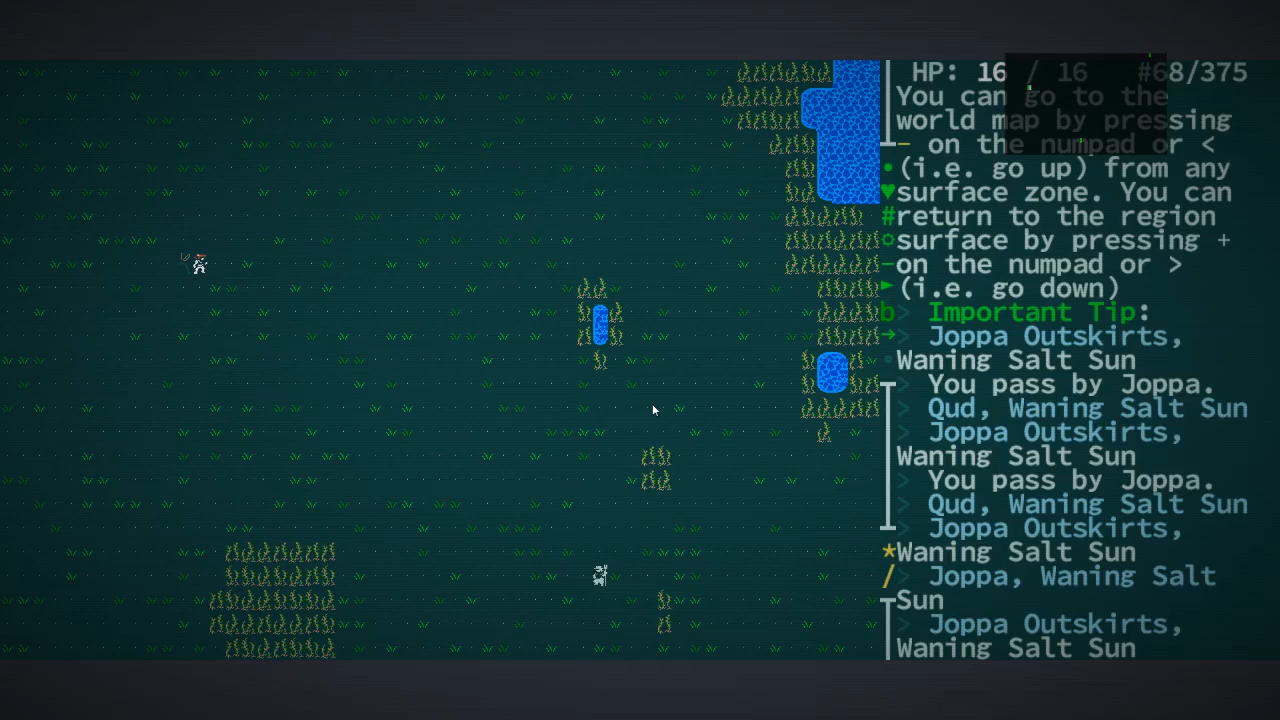 HP: 16 / 16 #68/375
You can go to the
world map by pressing
- on the numpad or <
(i.e. go up) from any
surface zone. You can
return to the region
surface by pressing +
on the numpad or >
(i.e. go down)
> Important Tip:
> Joppa Outskirts,
Waning Salt Sun
> You pass by Joppa.
> Qud, Waning Salt Sun
> Joppa Outskirts,
Waning Salt Sun
> You pass by Joppa.
> Qud, Waning Salt Sun
> Joppa Outskirts,
Waning Salt Sun
> Joppa, Waning Salt
Sun
> Joppa Outskirts,
Waning Salt Sun